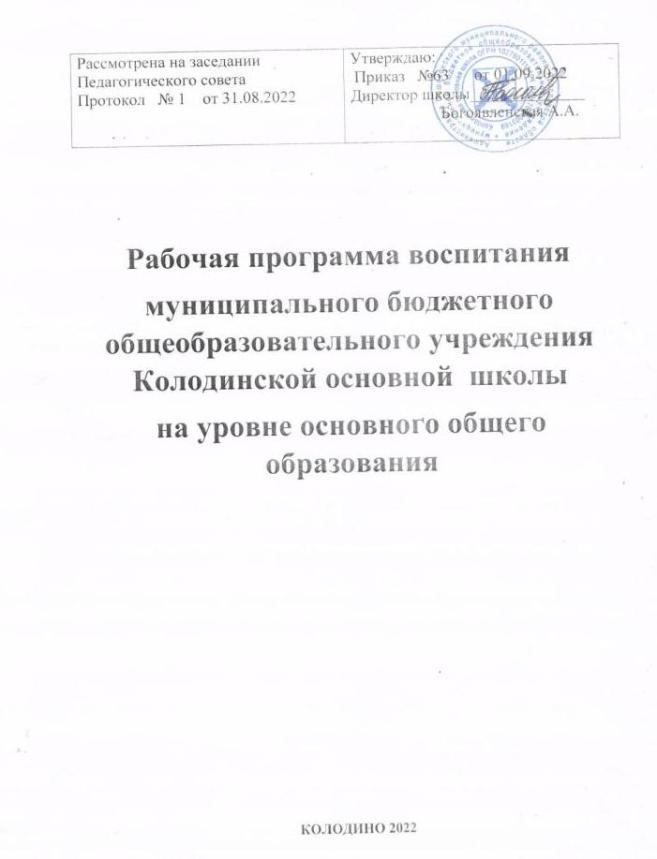 Рассмотрена на заседании
Педагогического совета
Протокол № 1 от 31.08.2022
Утверждаю:
Приказ №63 от 01.09.2022
Директор школы
Богоявленская А.А.
Рабочая программа воспитания
муниципального бюджетного
общеобразовательного учреждения
Колодинской основной школы
на уровне основного общего
образования
КОЛОДИНО 2022